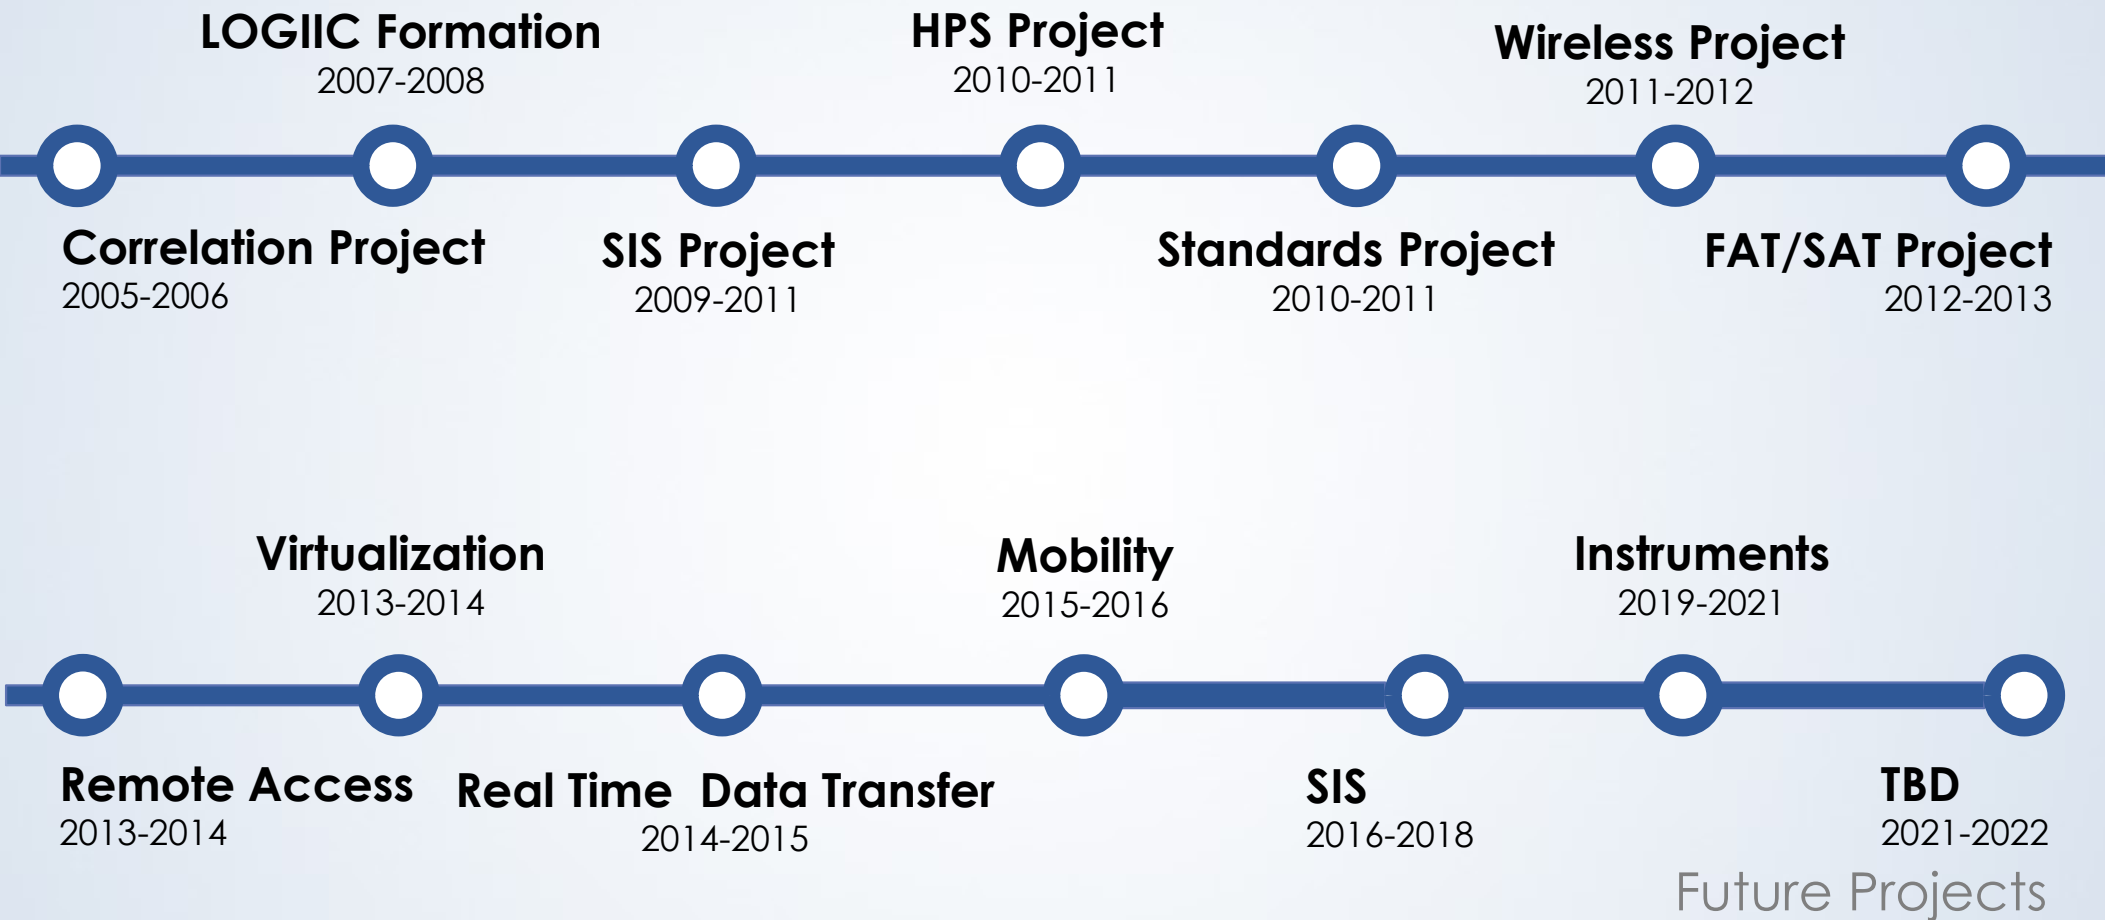 LOGIIC Formation
2007-2008
HPS Project
2010-2011
Wireless Project
2011-2012
Correlation Project
2005-2006
SIS Project
2009-2011
Standards Project
2010-2011
FAT/SAT Project
2012-2013
Virtualization
2013-2014
Mobility
2015-2016
Instruments
2019-2021
Remote Access
2013-2014
Real Time  Data Transfer
2014-2015
SIS
2016-2018
TBD
2021-2022
Future Projects